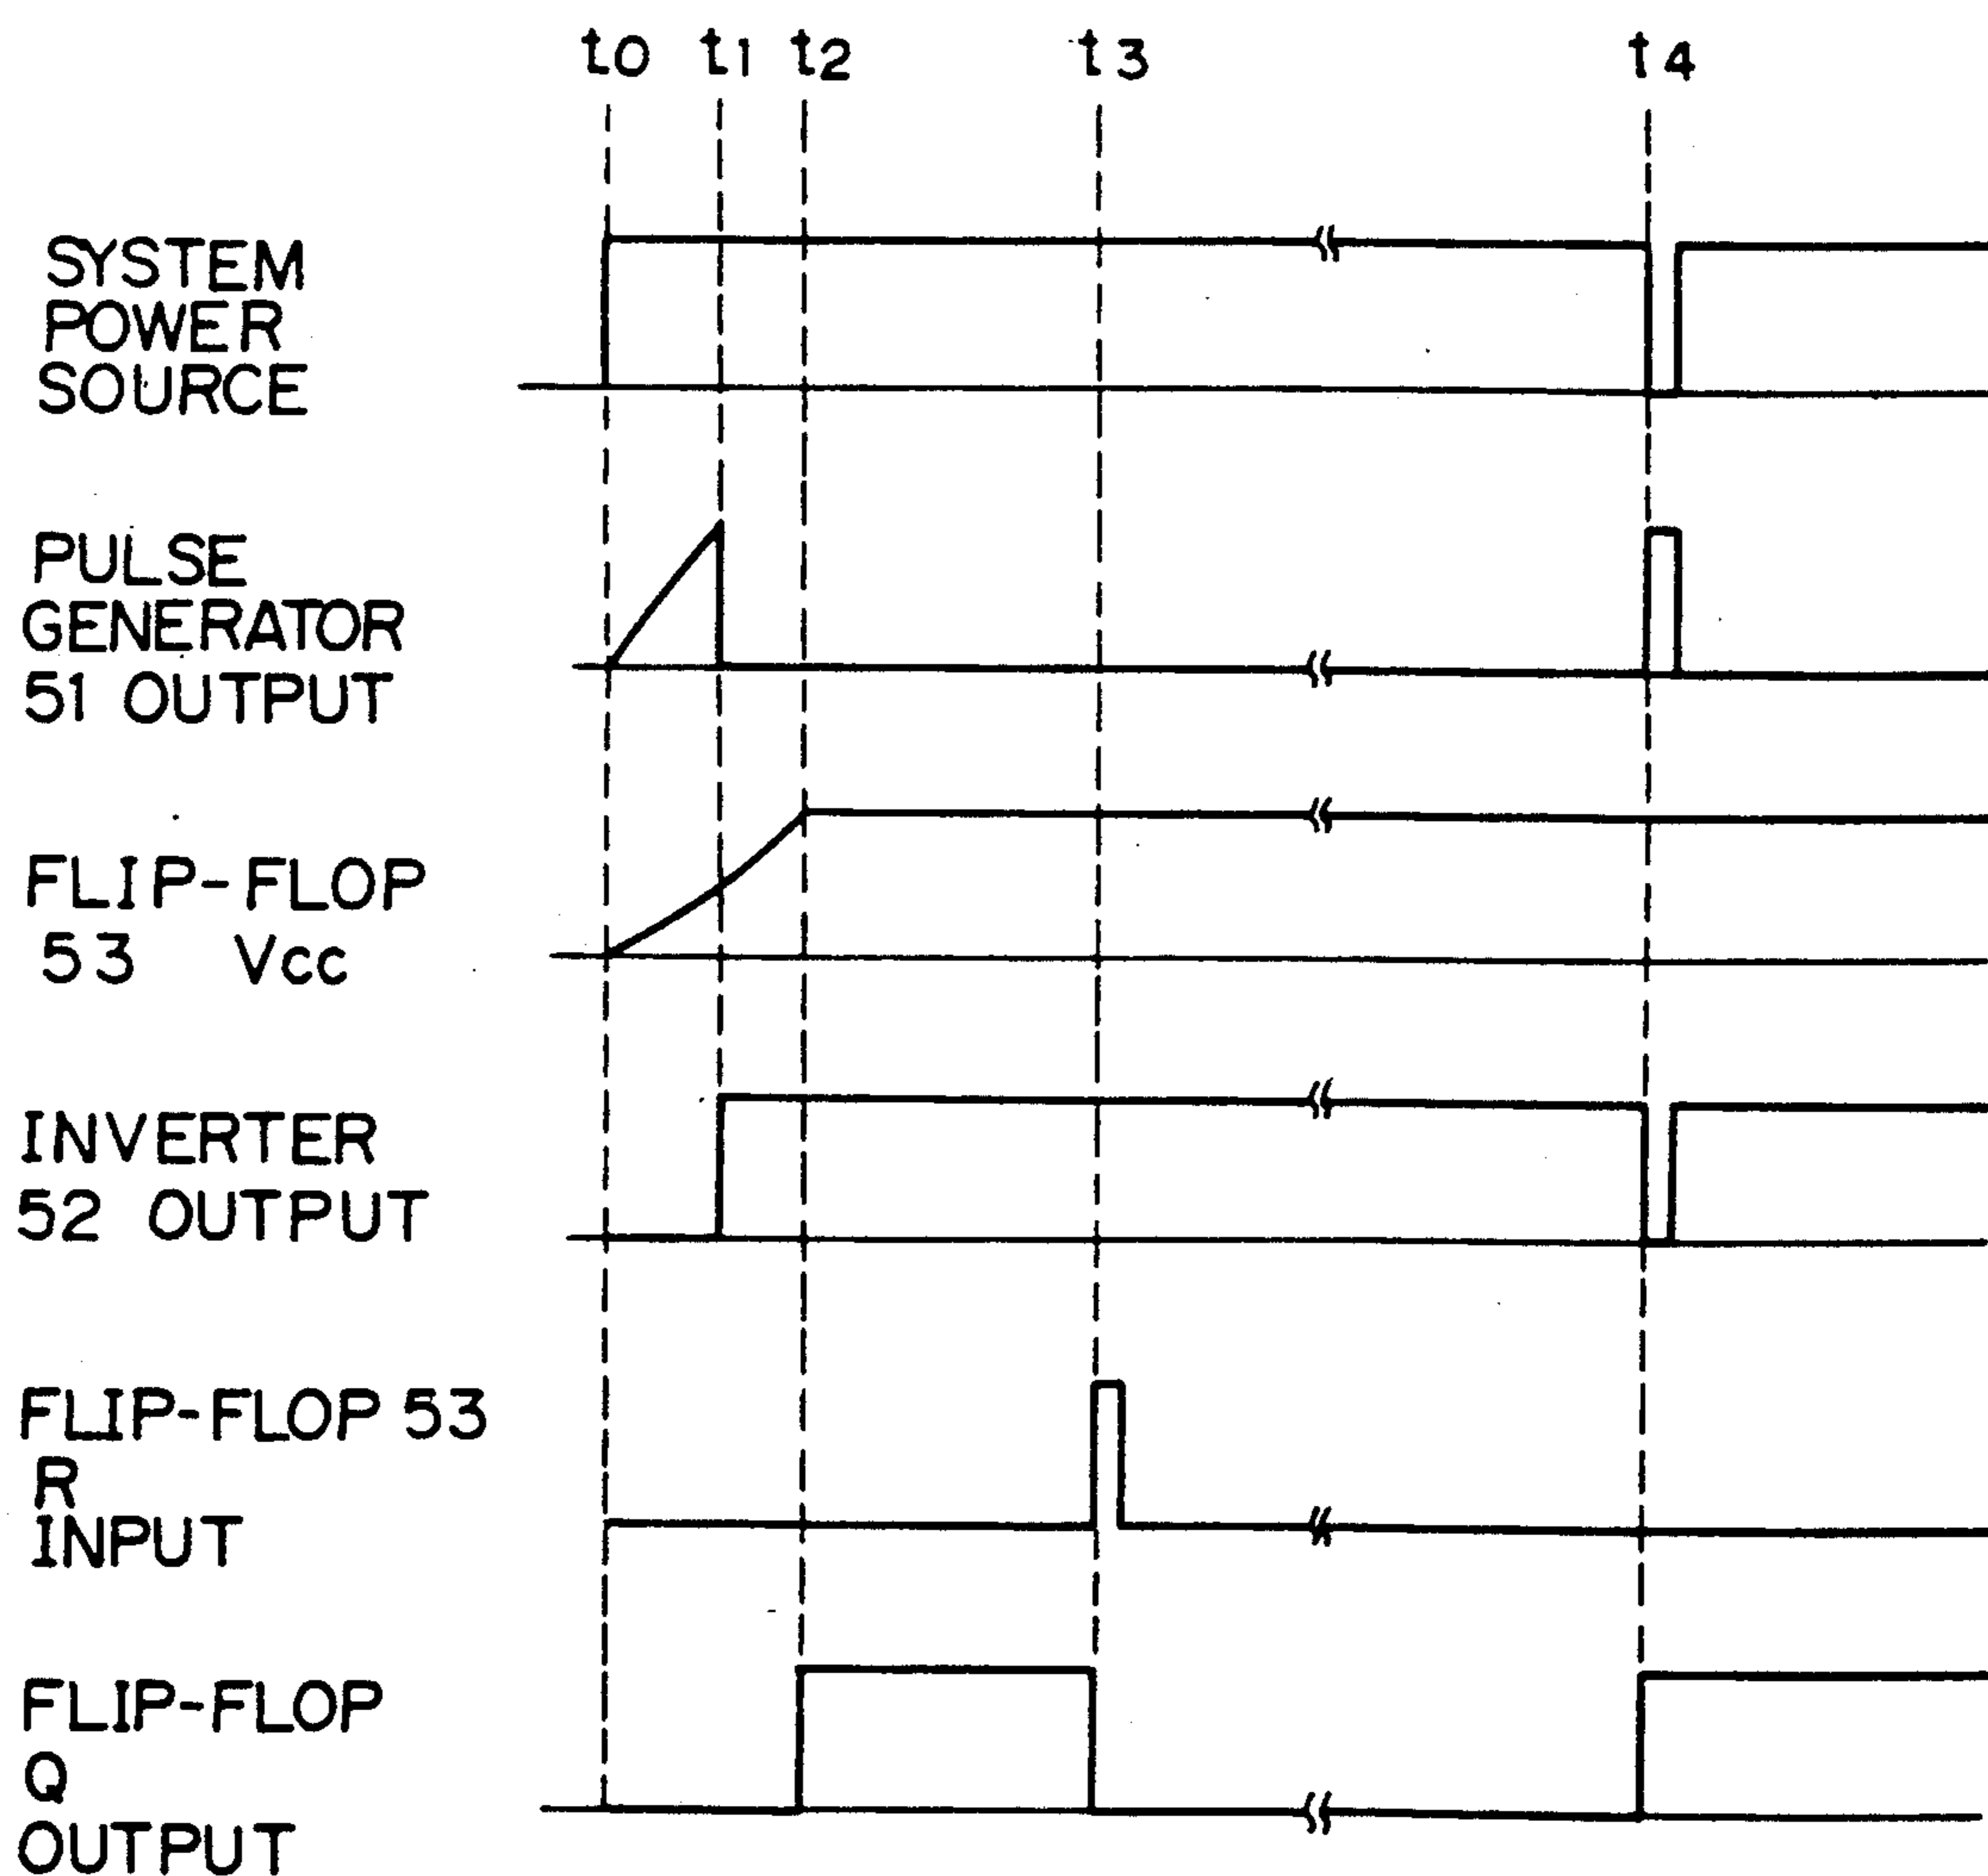 t0 t1 t2 t3 t4
SYSTEM
POWER
SOURCE
PULSE
GENERATOR
51 OUTPUT
FLIP-FLOP
53 Vcc
INVERTER
52 OUTPUT
FLIP-FLOP 53
R
INPUT
FLIP-FLOP
Q
OUTPUT